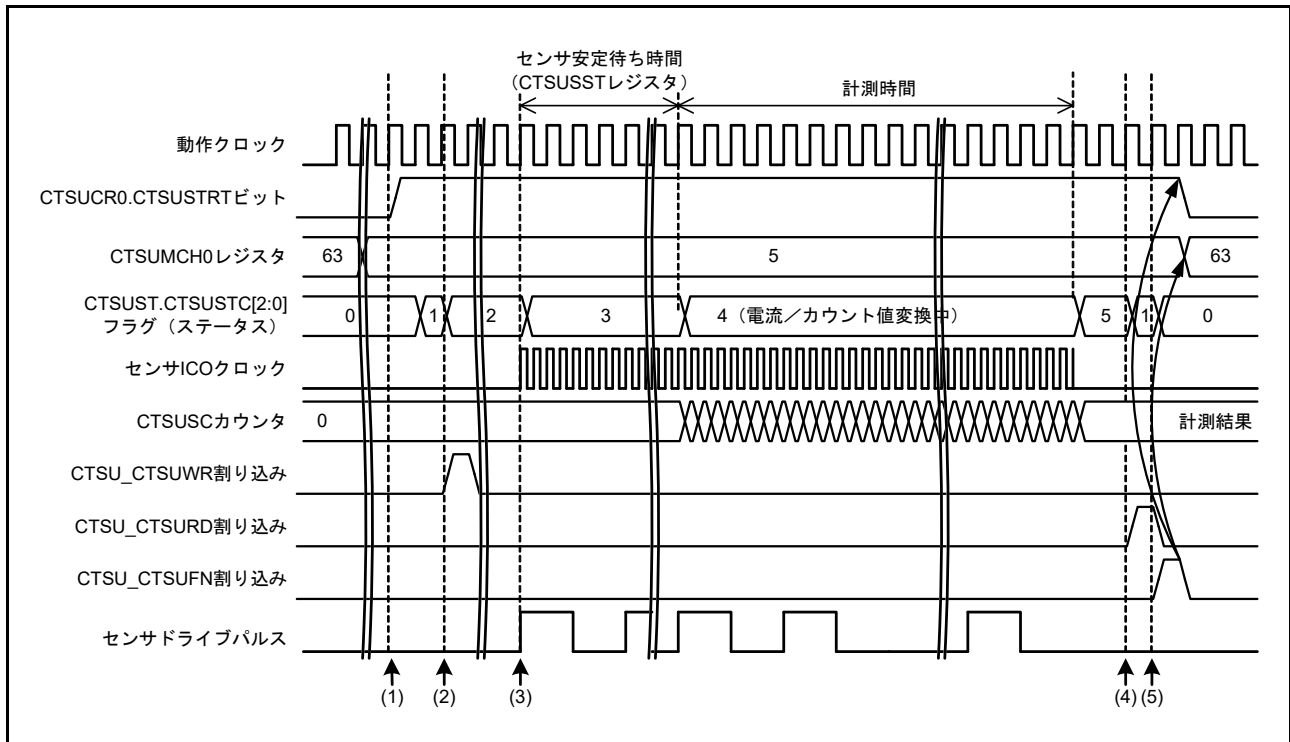 センサ安定待ち時間
（CTSUSSTレジスタ）
計測時間
動作クロック
CTSUCR0.CTSUSTRTビット
CTSUMCH0レジスタ
63
5
63
CTSUST.CTSUSTC[2:0]
フラグ（ステータス）
0
1
2
3
4（電流／カウント値変換中）
5
1
0
センサICOクロック
CTSUSCカウンタ
0
計測結果
CTSU_CTSUWR割り込み
CTSU_CTSURD割り込み
CTSU_CTSUFN割り込み
センサドライブパルス
(1)
(2)
(3)
(4)
(5)